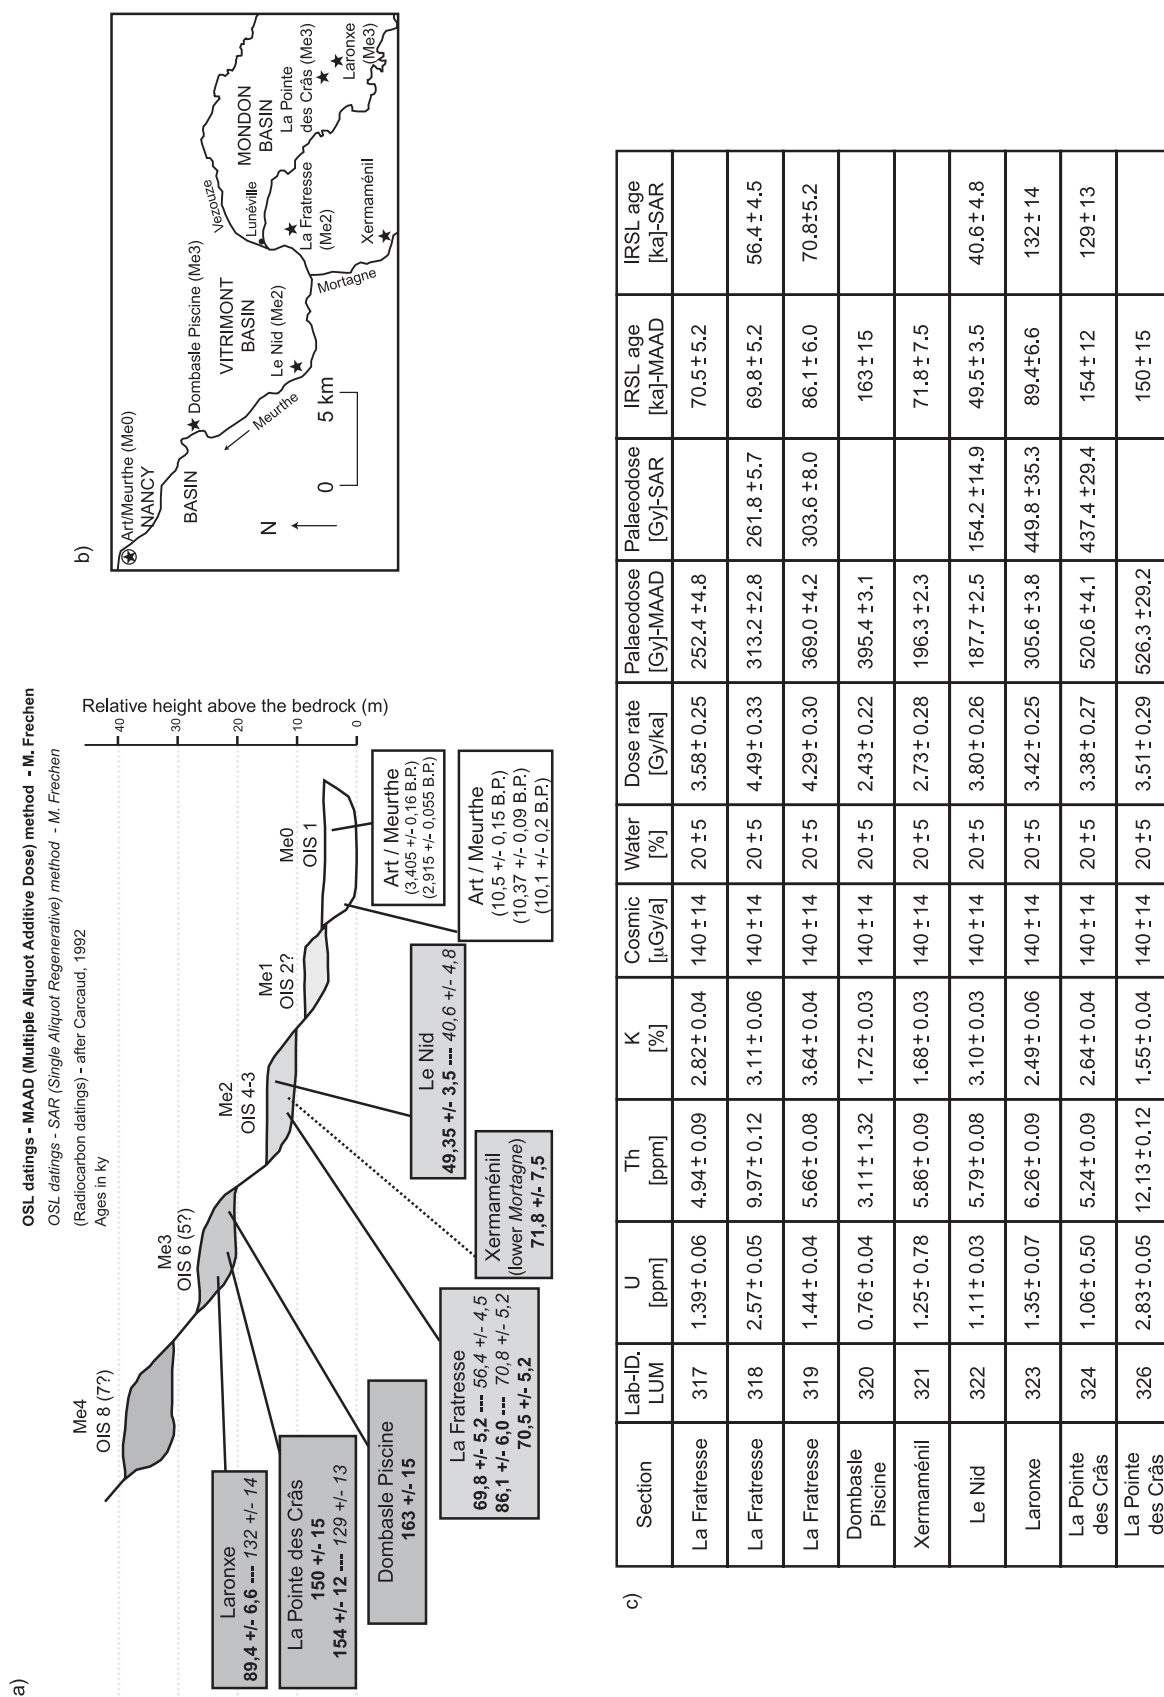 a)
OSL datings - MAAD (Multiple Aliquot Additive Dose) method - M. Frechen
OSL datings - SAR (Single Aliquot Regenerative) method - M. Frechen
(Radiocarbon datings) - after Carcaud, 1992
Ages in ky
Relative height above the bedrock (m)
40
30
20
10
0
Me4
OIS 8 (7?)
Me3
OIS 6 (5?)
Me2
OIS 4-3
Me1
OIS 2?
Me0
OIS 1
Laronxe
89,4 +/- 6,6 --- 132 +/- 14
La Pointe des Crâs
150 +/- 15
154 +/- 12 --- 129 +/- 13
Dombasle Piscine
163 +/- 15
La Fratresse
69,8 +/- 5,2 --- 56,4 +/- 4,5
86,1 +/- 6,0 --- 70,8 +/- 5,2
70,5 +/- 5,2
Xermaménil
(lower Mortagne)
71,8 +/- 7,5
Le Nid
49,35 +/- 3,5 --- 40,6 +/- 4,8
Art / Meurthe
(3,405 +/- 0,16 B.P.)
(2,915 +/- 0,055 B.P.)
Art / Meurthe
(10,5 +/- 0,15 B.P.)
(10,37 +/- 0,09 B.P.)
(10,1 +/- 0,2 B.P.)
b)
Art/Meurthe (Me0)
NANCY
BASIN
Dombasle Piscine (Me3)
VITRIMONT
BASIN
Le Nid (Me2)
Meurthe
N
0 5 km
Vezouze
Lunéville
MONDON
BASIN
La Pointe
des Crâs (Me3)
Laronxe
(Me3)
La Fratresse
(Me2)
Xermaménil
Mortagne
c)
Section Lab-ID. LUM U [ppm] Th [ppm] K [%] Cosmic [µGy/a] Water [%] Dose rate [Gy/ka] Palaeodose [Gy]-MAAD Palaeodose [Gy]-SAR IRSL age [ka]-MAAD IRSL age [ka]-SAR
La Fratresse 317 1.39±0.06 4.94±0.09 2.82±0.04 140±14 20±5 3.58±0.25 252.4±4.8 70.5±5.2
La Fratresse 318 2.57±0.05 9.97±0.12 3.11±0.06 140±14 20±5 4.49±0.33 313.2±2.8 261.8±5.7 69.8±5.2 56.4±4.5
La Fratresse 319 1.44±0.04 5.66±0.08 3.64±0.04 140±14 20±5 4.29±0.30 369.0±4.2 303.6±8.0 86.1±6.0 70.8±5.2
Dombasle Piscine 320 0.76±0.04 3.11±1.32 1.72±0.03 140±14 20±5 2.43±0.22 395.4±3.1 163±15
Xermaménil 321 1.25±0.78 5.86±0.09 1.68±0.03 140±14 20±5 2.73±0.28 196.3±2.3 71.8±7.5
Le Nid 322 1.11±0.03 5.79±0.08 3.10±0.03 140±14 20±5 3.80±0.26 187.7±2.5 154.2±14.9 49.5±3.5 40.6±4.8
Laronxe 323 1.35±0.07 6.26±0.09 2.49±0.06 140±14 20±5 3.42±0.25 305.6±3.8 449.8±35.3 89.4±6.6 132±14
La Pointe des Crâs 324 1.06±0.50 5.24±0.09 2.64±0.04 140±14 20±5 3.38±0.27 520.6±4.1 437.4±29.4 154±12 129±13
La Pointe des Crâs 326 2.83±0.05 12.13±0.12 1.55±0.04 140±14 20±5 3.51±0.29 526.3±29.2 150±15